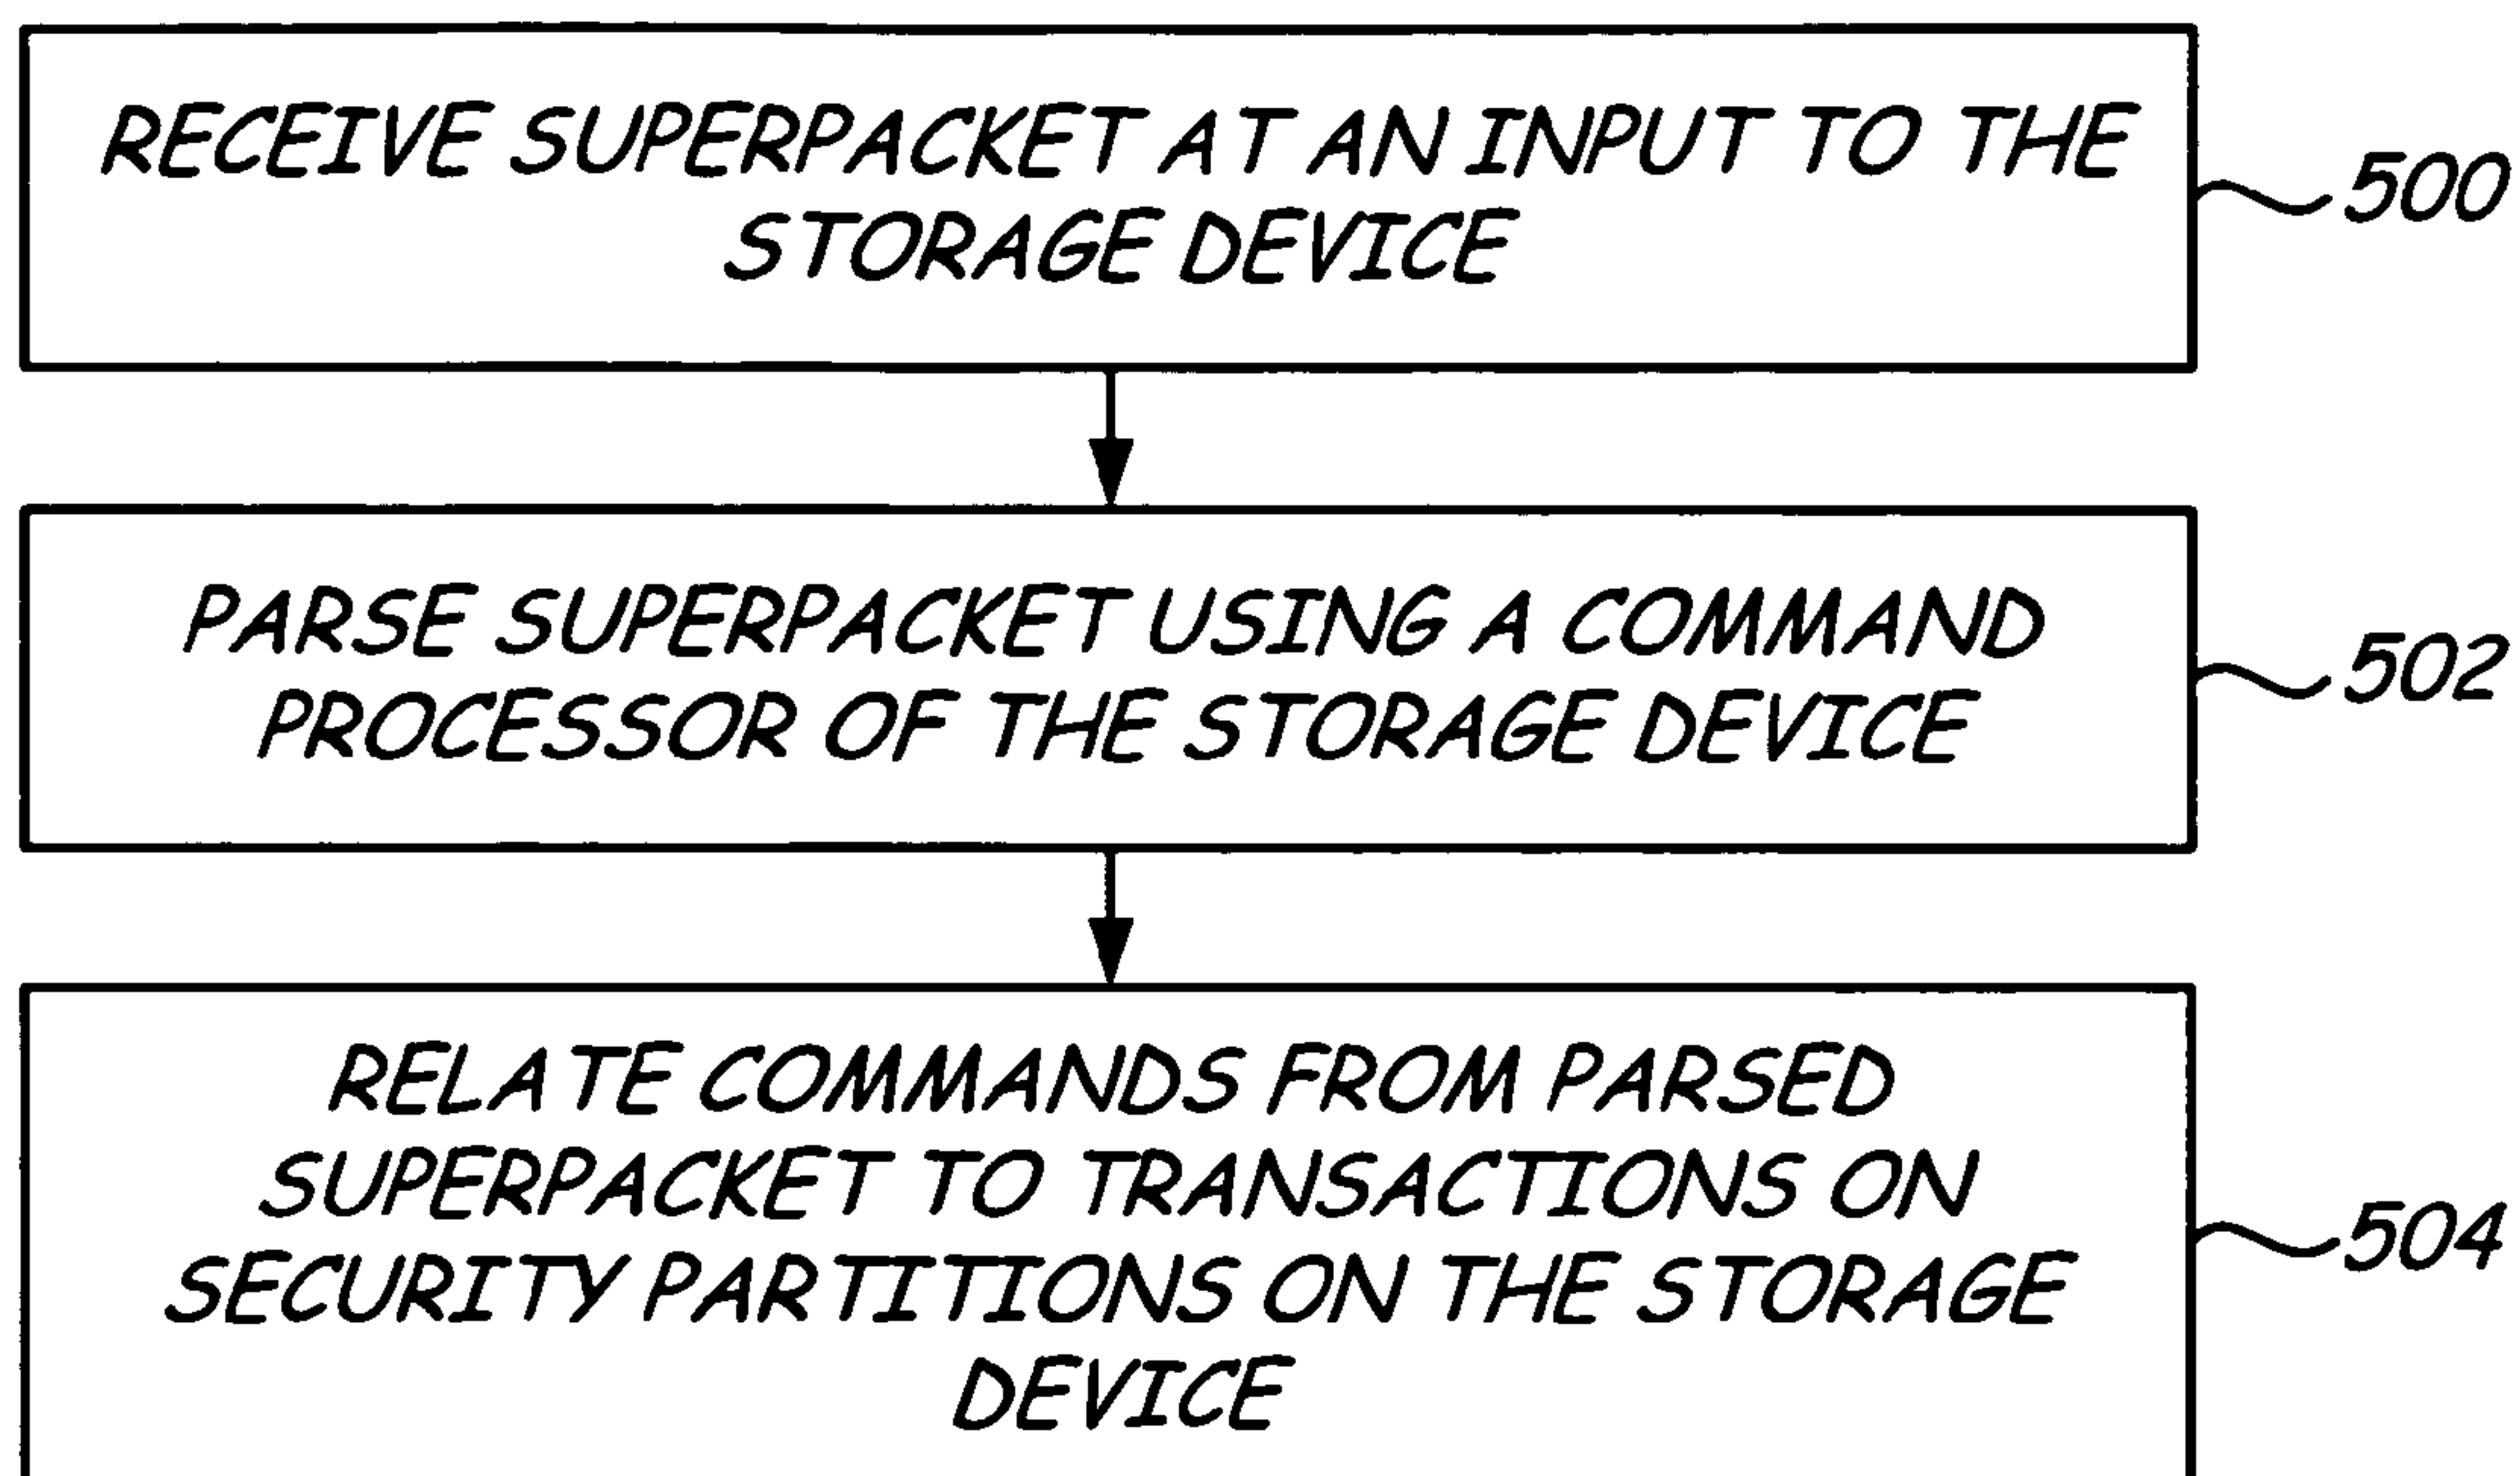 RECEIVE SUPERPACKET AT AN INPUT TO THE
STORAGE DEVICE
500
PARSE SUPERPACKET USING A COMMAND
PROCESSOR OF THE STORAGE DEVICE
502
RELATE COMMANDS FROM PARSED
SUPERPACKET TO TRANSACTIONS ON
SECURITY PARTITIONS ON THE STORAGE
DEVICE
504